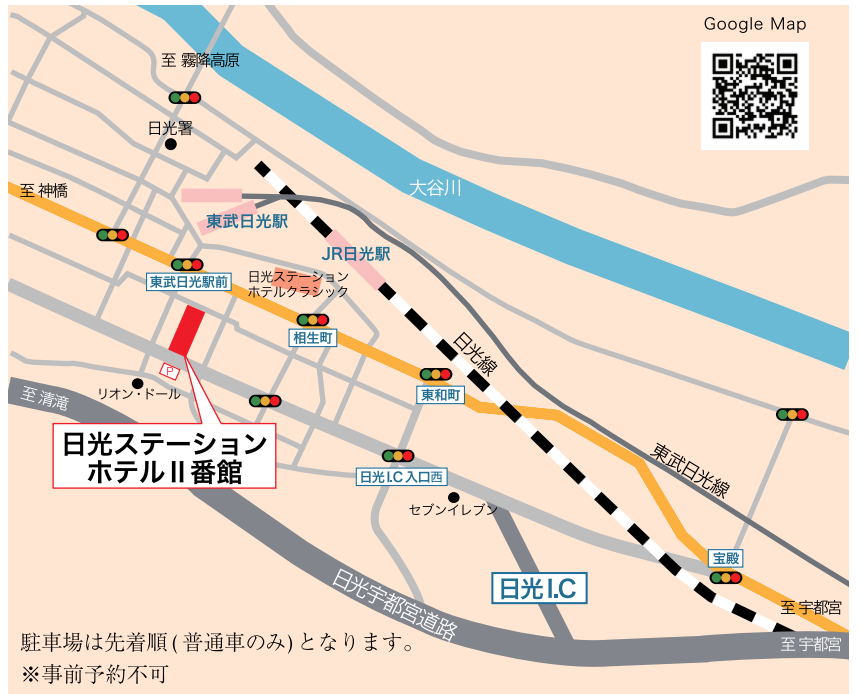 Google Map
至 霧降高原
日光署
至 神橋
大谷川
東武日光駅
JR日光駅
東武日光駅前
日光ステーション
ホテルクラシック
相生町
日光線
P
リオン・ドール
東和町
至 清滝
日光ステーション
ホテルⅡ番館
東武日光線
日光I.C入口西
セブンイレブン
宝殿
日光I.C
日光宇都宮道路
至 宇都宮
至 宇都宮
駐車場は先着順(普通車のみ)となります。
※事前予約不可